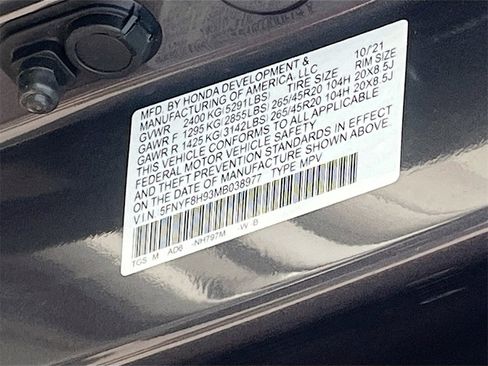 MFD. BY HONDA DEVELOPMENT & 10/21
MANUFACTURING OF AMERICA, LLC
GVWR 2400 KG(5291LBS) TIRE SIZE RIM SIZE
GAWR F 1295 KG(2855LBS)265/45R20 104H 20X8.5J
GAWR R 1425 KG(3142LBS)265/45R20 104H 20X8.5J
THIS VEHICLE CONFORMS TO ALL APPLICABLE
FEDERAL MOTOR VEHICLE SAFETY
AND THEFT PREVENTION STANDARDS IN EFFECT
ON THE DATE OF MANUFACTURE SHOWN ABOVE.
V.I.N. 5FNYF8H93MB038977 TYPE MPV
TGS M AD8 -NH797M -W B